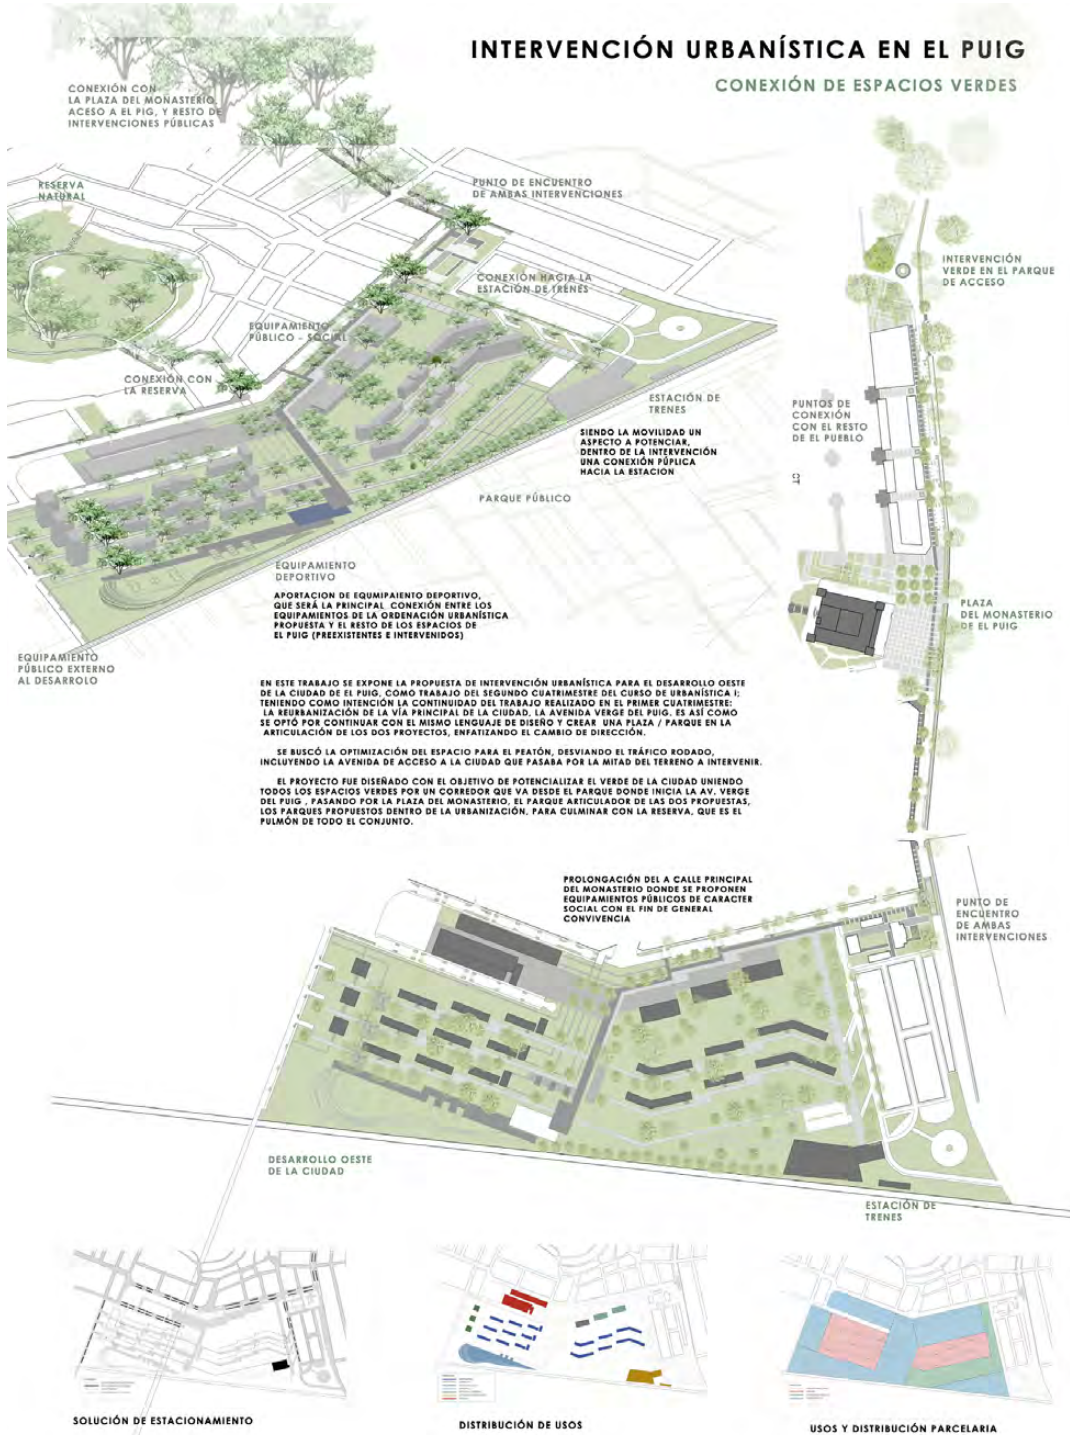 INTERVENCIÓN URBANÍSTICA EN EL PUIG
CONEXIÓN DE ESPACIOS VERDES
CONEXIÓN CON
LA PLAZA DEL MONASTERIO,
ACESO A EL PIG, Y RESTO DE
INTERVENCIONES PÚBLICAS
RESERVA
NATURAL
PUNTO DE ENCUENTRO
DE AMBAS INTERVENCIONES
CONEXIÓN HACIA LA
ESTACIÓN DE TRENES
EQUIPAMIENTO
PÚBLICO - SOCIAL
CONEXIÓN CON
LA RESERVA
ESTACIÓN DE
TRENES
SIENDO LA MOVILIDAD UN
ASPECTO A POTENCIAR,
DENTRO DE LA INTERVENCIÓN
UNA CONEXIÓN PÚPLICA
HACIA LA ESTACION
PARQUE PÚBLICO
EQUIPAMIENTO
DEPORTIVO
APORTACION DE EQUMIPAIENTO DEPORTIVO,
QUE SERÁ LA PRINCIPAL CONEXIÓN ENTRE LOS
EQUIPAMIENTOS DE LA ORDENACIÓN URBANÍSTICA
PROPUESTA Y EL RESTO DE LOS ESPACIOS DE
EL PUIG (PREEXISTENTES E INTERVENIDOS)
EQUIPAMIENTO
PÚBLICO EXTERNO
AL DESARROLO
INTERVENCIÓN
VERDE EN EL PARQUE
DE ACCESO
PUNTOS DE
CONEXIÓN
CON EL RESTO
DE EL PUEBLO
CT
PLAZA
DEL MONASTERIO
DE EL PUIG
EN ESTE TRABAJO SE EXPONE LA PROPUESTA DE INTERVENCIÓN URBANÍSTICA PARA EL DESARROLLO OESTE
DE LA CIUDAD DE EL PUIG, COMO TRABAJO DEL SEGUNDO CUATRIMESTRE DEL CURSO DE URBANÍSTICA I;
TENIENDO COMO INTENCIÓN LA CONTINUIDAD DEL TRABAJO REALIZADO EN EL PRIMER CUATRIMESTRE:
LA REURBANIZACIÓN DE LA VÍA PRINCIPAL DE LA CIUDAD, LA AVENIDA VERGE DEL PUIG. ES ASÍ COMO
SE OPTÓ POR CONTINUAR CON EL MISMO LENGUAJE DE DISEÑO Y CREAR UNA PLAZA / PARQUE EN LA
ARTICULACIÓN DE LOS DOS PROYECTOS, ENFATIZANDO EL CAMBIO DE DIRECCIÓN.
SE BUSCÓ LA OPTIMIZACIÓN DEL ESPACIO PARA EL PEATÓN, DESVIANDO EL TRÁFICO RODADO,
INCLUYENDO LA AVENIDA DE ACCESO A LA CIUDAD QUE PASABA POR LA MITAD DEL TERRENO A INTERVENIR.
EL PROYECTO FUE DISEÑADO CON EL OBJETIVO DE POTENCIALIZAR EL VERDE DE LA CIUDAD UNIENDO
TODOS LOS ESPACIOS VERDES POR UN CORREDOR QUE VA DESDE EL PARQUE DONDE INICIA LA AV. VERGE
DEL PUIG , PASANDO POR LA PLAZA DEL MONASTERIO, EL PARQUE ARTICULADOR DE LAS DOS PROPUESTAS,
LOS PARQUES PROPUESTOS DENTRO DE LA URBANIZACIÓN, PARA CULMINAR CON LA RESERVA, QUE ES EL
PULMÓN DE TODO EL CONJUNTO.
PROLONGACIÓN DEL A CALLE PRINCIPAL
DEL MONASTERIO DONDE SE PROPONEN
EQUIPAMIENTOS PÚBLICOS DE CARACTER
SOCIAL CON EL FIN DE GENERAL
CONVIVENCIA
PUNTO DE
ENCUENTRO
DE AMBAS
INTERVENCIONES
DESARROLLO OESTE
DE LA CIUDAD
ESTACIÓN DE
TRENES
SOLUCIÓN DE ESTACIONAMIENTO
DISTRIBUCIÓN DE USOS
USOS Y DISTRIBUCIÓN PARCELARIA